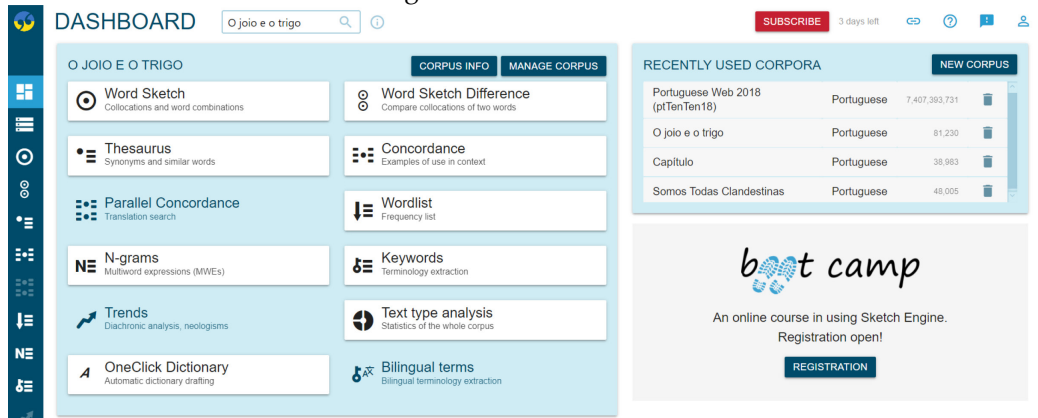 DASHBOARD
O joio e o trigo
SUBSCRIBE
3 days left
O JOIO E O TRIGO
CORPUS INFO
MANAGE CORPUS
Word Sketch
Collocations and word combinations
Word Sketch Difference
Compare collocations of two words
Thesaurus
Synonyms and similar words
Concordance
Examples of use in context
Parallel Concordance
Translation search
Wordlist
Frequency list
N-grams
Multiword expressions (MWEs)
Keywords
Terminology extraction
Trends
Diachronic analysis, neologisms
Text type analysis
Statistics of the whole corpus
OneClick Dictionary
Automatic dictionary drafting
Bilingual terms
Bilingual terminology extraction
RECENTLY USED CORPORA
NEW CORPUS
Portuguese Web 2018
(ptTenTen18)
Portuguese
7,407,393,731
O joio e o trigo
Portuguese
81,230
Capítulo
Portuguese
38,983
Somos Todas Clandestinas
Portuguese
48,005
boot camp
An online course in using Sketch Engine.
Registration open!
REGISTRATION